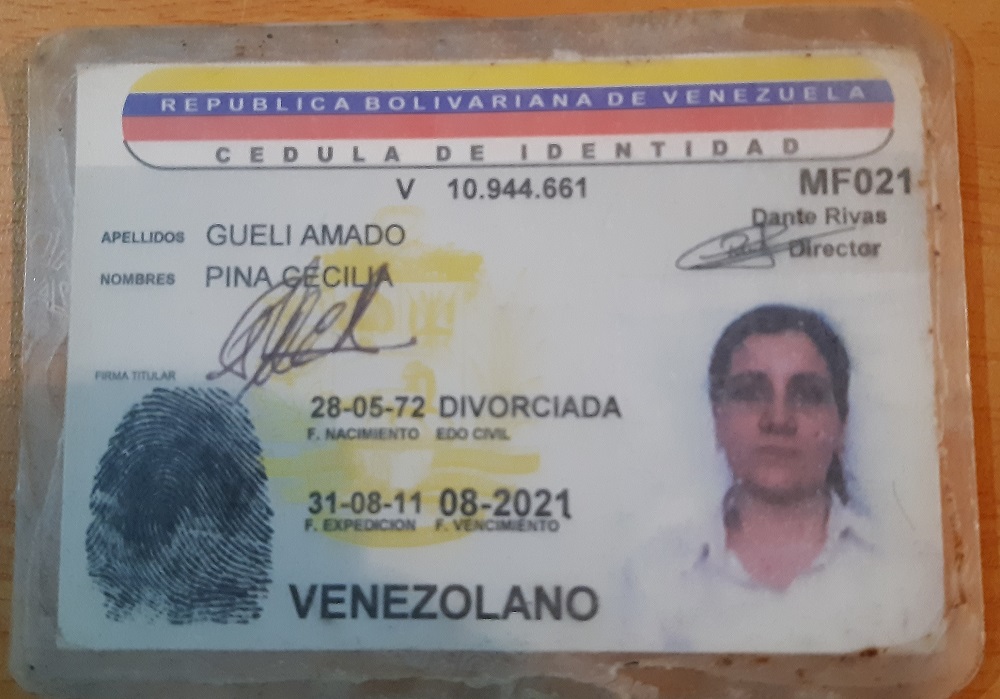 REPUBLICA BOLIVARIANA DE VENEZUELA
CEDULA DE IDENTIDAD
V 10.944.661
MF021
Dante Rivas
Director
APELLIDOS GUELI AMADO
NOMBRES PINA CECILIA
FIRMA TITULAR
28-05-72 DIVORCIADA
F. NACIMIENTO EDO CIVIL
31-08-11 08-2021
F. EXPEDICION F. VENCIMIENTO
VENEZOLANO